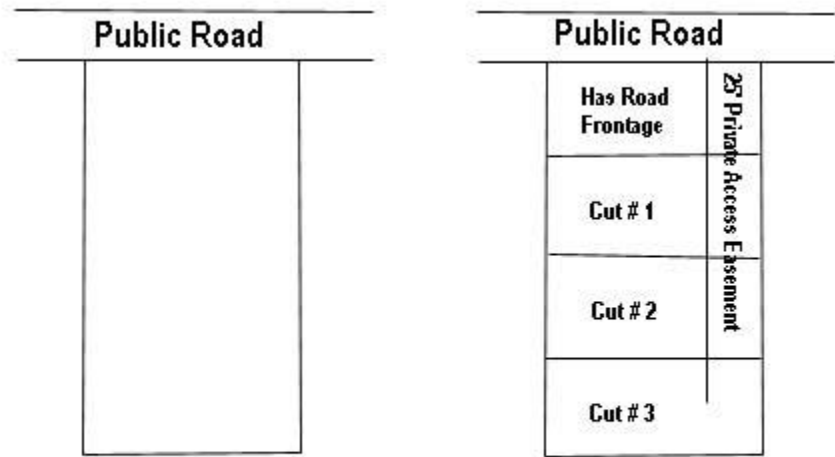 Public Road
Public Road
Has Road
Frontage
25' Private Access Easement
Cut # 1
Cut # 2
Cut # 3